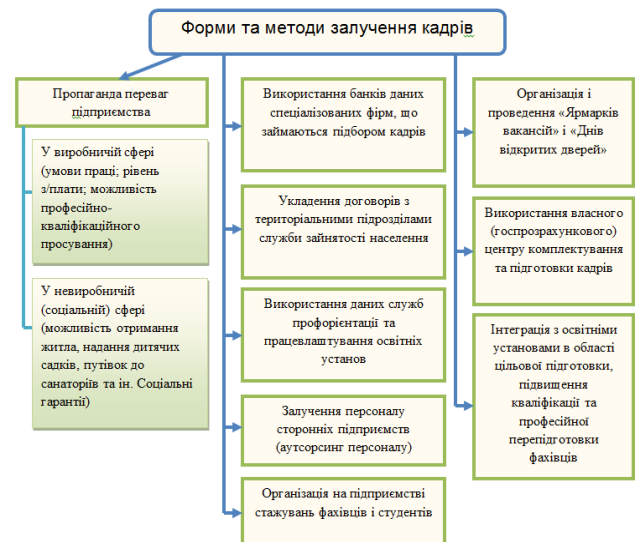 Форми та методи залучення кадрів
Пропаганда переваг
підприємства
У виробничій сфері
(умови праці; рівень
з/плати; можливість
професійно-
кваліфікаційного
просування)
У невиробничій
(соціальній) сфері
(можливість отримання
житла, надання дитячих
садків, путівок до
санаторіїв та ін. Соціальні
гарантії)
Використання банків даних
спеціалізованих фірм, що
займаються підбором кадрів
Укладення договорів з
територіальними підрозділами
служби зайнятості населення
Використання даних служб
профорієнтації та
працевлаштування освітніх
установ
Залучення персоналу
сторонніх підприємств
(аутсорсинг персоналу)
Організація на підприємстві
стажувань фахівців і студентів
Організація і
проведення «Ярмарків
вакансій» і «Днів
відкритих дверей»
Використання власного
(госпрозрахункового)
центру комплектування
та підготовки кадрів
Інтеграція з освітніми
установами в області
цільової підготовки,
підвищення
кваліфікації та
професійної
перепідготовки
фахівців